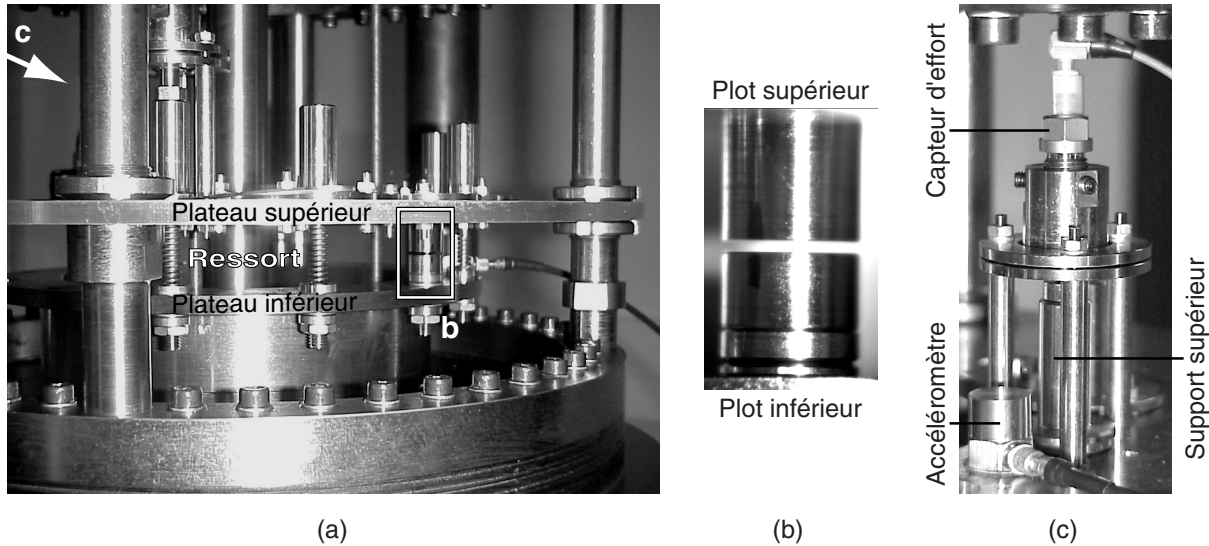 c
Plateau supérieur
Ressort
Plateau inférieur
b
Plot supérieur
Plot inférieur
Capteur d'effort
Accéléromètre
Support supérieur
(a)
(b)
(c)